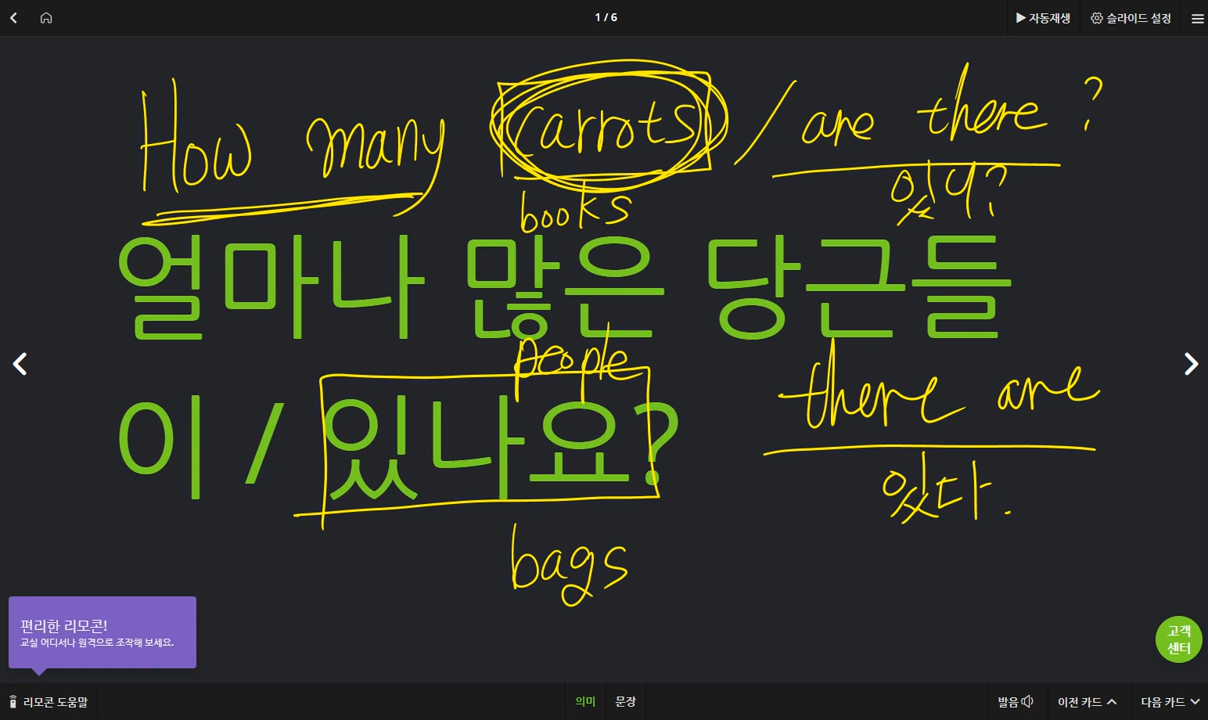 1 / 6
▶ 자동재생
슬라이드 설정
How many carrots / are there?
있니?
books
얼마나 많은 당근들
people
이 / 있나요?
there are
있다.
bags
편리한 리모콘!
교실 어디서나 원격으로 조작해 보세요.
고객
센터
리모콘 도움말
의미
문장
발음
이전 카드
다음 카드